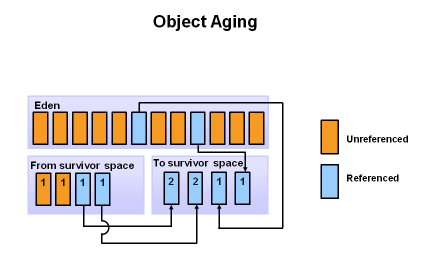 Object Aging
Eden
From survivor space
To survivor space
1 1 1 1
2 2 1 1
Unreferenced
Referenced